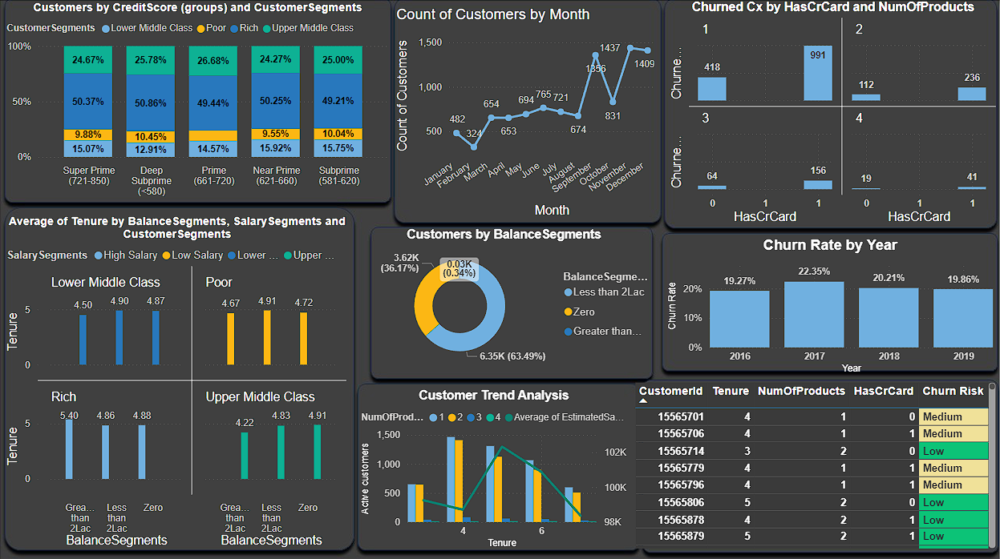 Customers by CreditScore (groups) and CustomerSegments
CustomerSegments Lower Middle Class Poor Rich Upper Middle Class
100%
50%
0%
24.67% 25.78% 26.68% 24.27% 25.00%
50.37% 50.86% 49.44% 50.25% 49.21%
9.88% 10.45% 9.55% 10.04%
15.07% 12.91% 14.57% 15.92% 15.75%
Super Prime Deep Prime Near Prime Subprime
(721-850) Subprime (661-720) (621-660) (581-620)
(<580)
Count of Customers by Month
Count of Customers
1,500
1,000
500
482 324 654 653 694 765 721 674 1356 831 1437 1409
January February March April May June July August September October November December
Month
Churned Cx by HasCrCard and NumOfProducts
1 2
Churne...
418 991 112 236
3 4
Churne...
64 156 19 41
0 1 1 0 1 1
HasCrCard HasCrCard
Average of Tenure by BalanceSegments, SalarySegments and
CustomerSegments
SalarySegments High Salary Low Salary Lower ... Upper ...
Lower Middle Class Poor
Tenure
5
0
4.50 4.90 4.87 4.67 4.91 4.72
Rich Upper Middle Class
Tenure
5
0
5.40 4.86 4.88 4.22 4.83 4.91
Grea... Less Zero Grea... Less Zero
than than than than
2Lac 2Lac 2Lac 2Lac
BalanceSegments BalanceSegments
Customers by BalanceSegments
3.62K
(36.17%)
0.03K
(0.34%)
6.35K (63.49%)
BalanceSegme...
Less than 2Lac
Zero
Greater than...
Churn Rate by Year
Churn Rate
20%
10%
0%
19.27% 22.35% 20.21% 19.86%
2016 2017 2018 2019
Year
Customer Trend Analysis
NumOfProd... 1 2 3 4 Average of EstimatedSa...
Active customers
1,500
1,000
500
0
102K
100K
98K
4 6
Tenure
CustomerId Tenure NumOfProducts HasCrCard Churn Risk
15565701 4 1 0 Medium
15565706 4 1 1 Medium
15565714 3 2 0 Low
15565779 4 1 1 Medium
15565796 4 1 1 Medium
15565806 5 2 0 Low
15565878 4 2 1 Low
15565879 5 2 1 Low